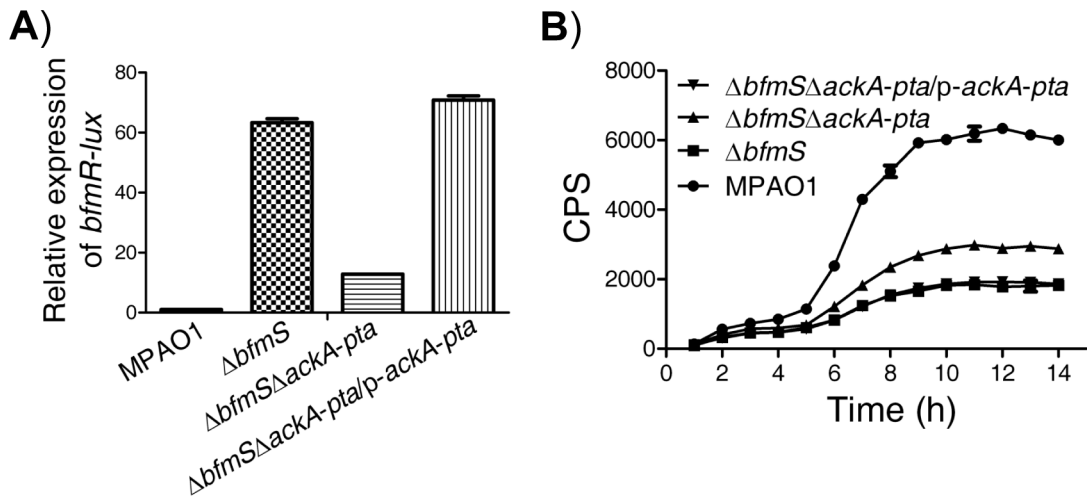 A)
Relative expression
of bfmR-lux
80
60
40
20
0
MPAO1
ΔbfmS
ΔbfmSΔackA-pta
ΔbfmSΔackA-pta/p-ackA-pta
B)
CPS
8000
6000
4000
2000
0
ΔbfmSΔackA-pta/p-ackA-pta
ΔbfmSΔackA-pta
ΔbfmS
MPAO1
0 2 4 6 8 10 12 14
Time (h)